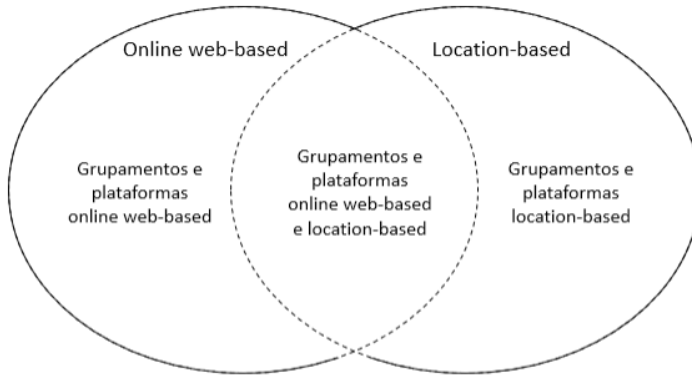 Online web-based
Location-based
Grupamentos e
plataformas
online web-based
Grupamentos e
plataformas
online web-based
e location-based
Grupamentos e
plataformas
location-based